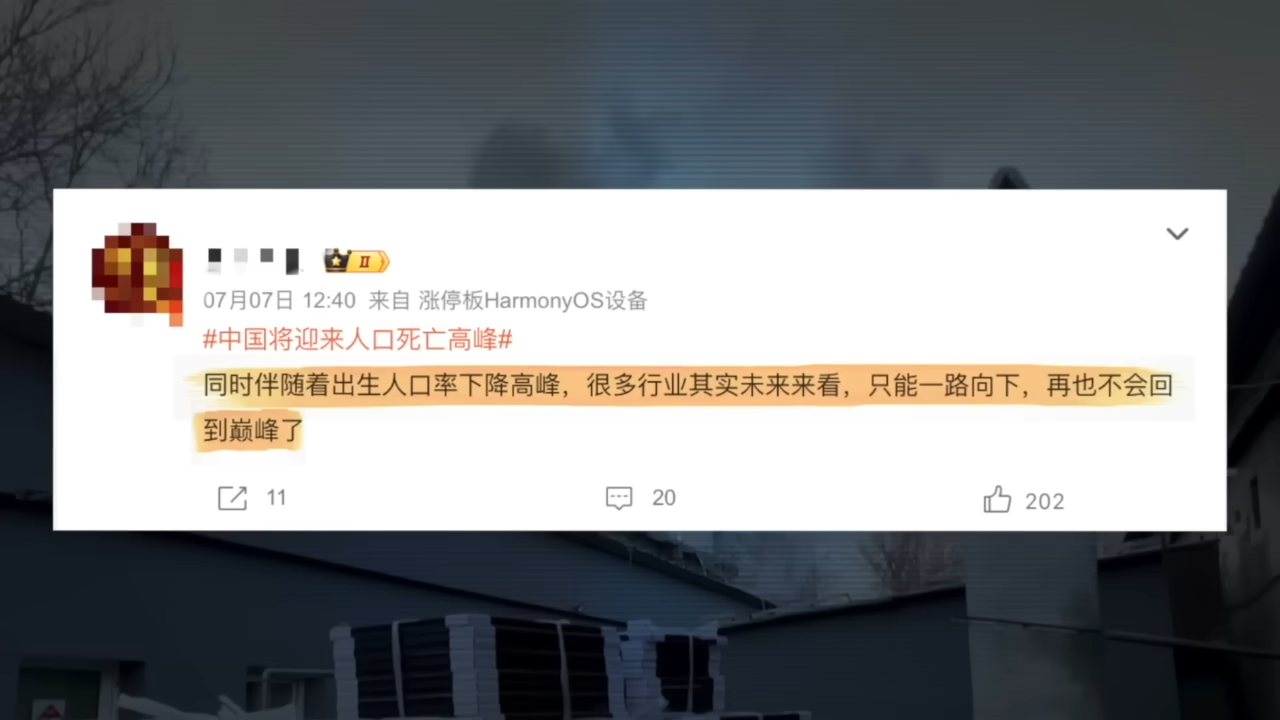 II
07月07日 12:40 来自 涨停板HarmonyOS设备
#中国将迎来人口死亡高峰#
同时伴随着出生人口率下降高峰，很多行业其实未来来看，只能一路向下，再也不会回
到巅峰了
11 20 202